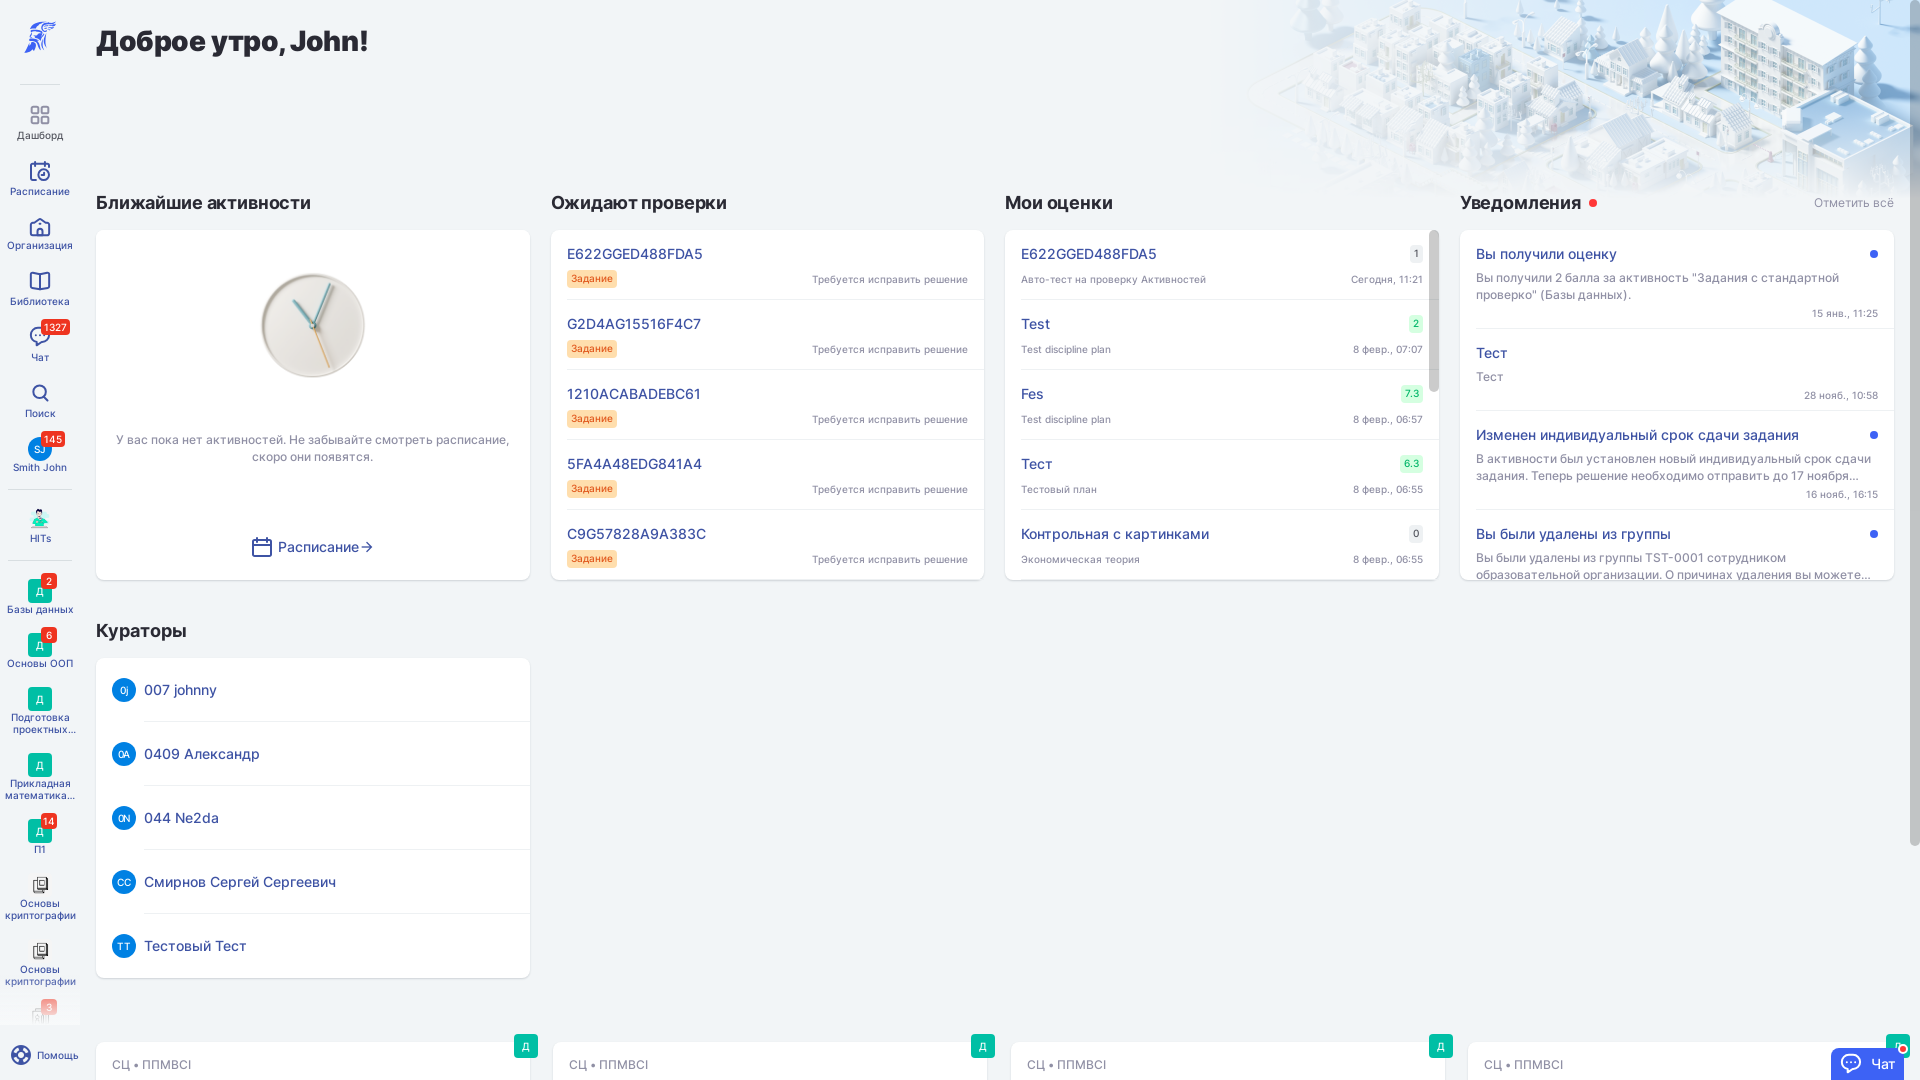 Доброе утро, John!
Дашборд
Расписание
Организация
Библиотека
1327
Чат
Поиск
145
SJ
Smith John
HITs
2
Д
Базы данных
6
Д
Основы ООП
Д
Подготовка
проектных...
Д
Прикладная
математика...
14
Д
П1
Основы
криптографии
Основы
криптографии
3
Помощь
Ближайшие активности
У вас пока нет активностей. Не забывайте смотреть расписание,
скоро они появятся.
Расписание
Ожидают проверки
E622GGED488FDA5
Задание Требуется исправить решение
G2D4AG15516F4C7
Задание Требуется исправить решение
1210ACABADEBC61
Задание Требуется исправить решение
5FA4A48EDG841A4
Задание Требуется исправить решение
C9G57828A9A383C
Задание Требуется исправить решение
Мои оценки
E622GGED488FDA5 1
Авто-тест на проверку Активностей Сегодня, 11:21
Test 2
Test discipline plan 8 февр., 07:07
Fes 7.3
Test discipline plan 8 февр., 06:57
Тест 6.3
Тестовый план 8 февр., 06:55
Контрольная с картинками 0
Экономическая теория 8 февр., 06:55
Уведомления Отметить всё
Вы получили оценку
Вы получили 2 балла за активность "Задания с стандартной
проверко" (Базы данных).
15 янв., 11:25
Тест
Тест
28 нояб., 10:58
Изменен индивидуальный срок сдачи задания
В активности был установлен новый индивидуальный срок сдачи
задания. Теперь решение необходимо отправить до 17 ноября...
16 нояб., 16:15
Вы были удалены из группы
Вы были удалены из группы TST-0001 сотрудником
образовательной организации. О причинах удаления вы можете...
Кураторы
0j 007 johnny
0А 0409 Александр
0N 044 Ne2da
СС Смирнов Сергей Сергеевич
ТТ Тестовый Тест
Д
СЦ • ППМВCI
Д
СЦ • ППМВCI
Д
СЦ • ППМВCI
СЦ • ППМВCI
Чат